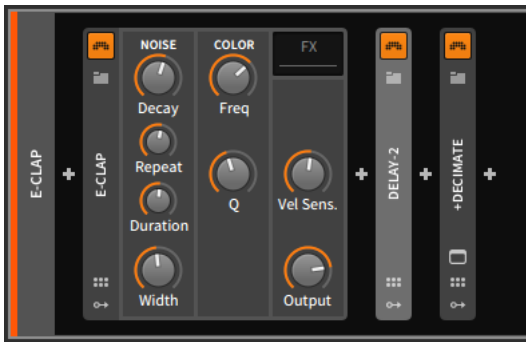 E-CLAP
E-CLAP
NOISE
Decay
Repeat
Duration
Width
COLOR
Freq
Q
FX
Vel Sens.
Output
DELAY-2
+DECIMATE